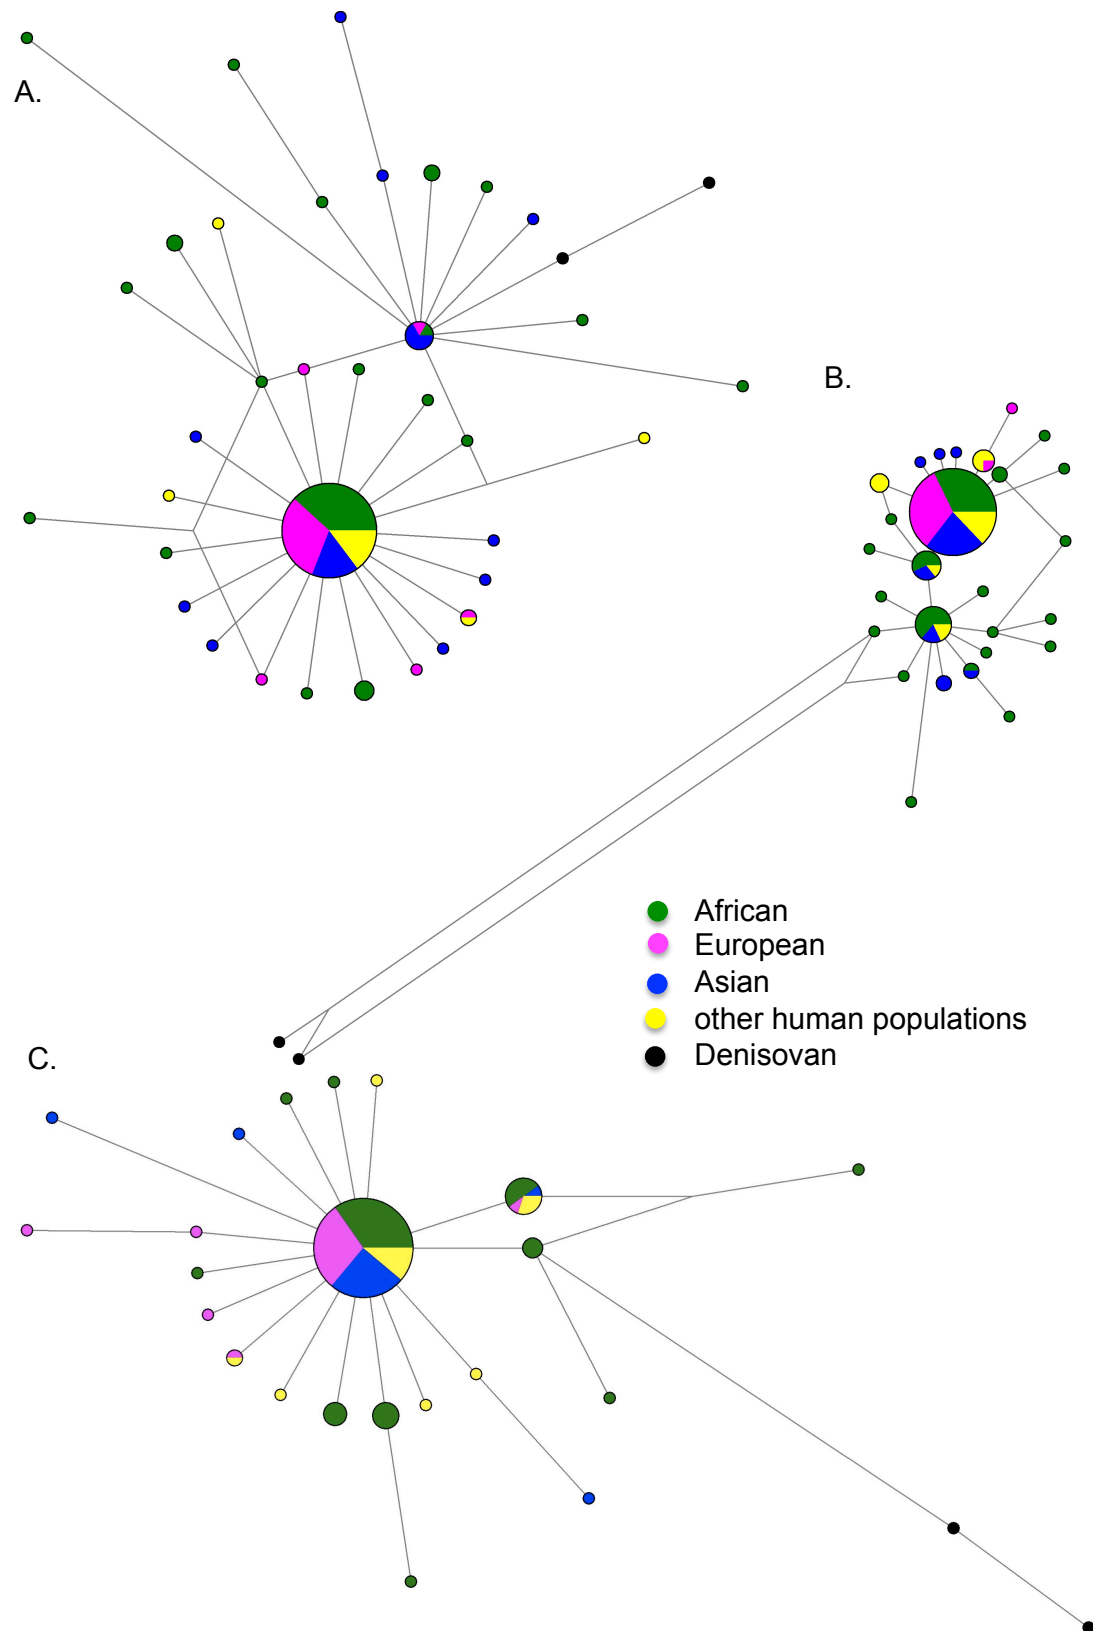 A.
B.
African
European
Asian
other human populations
Denisovan
C.